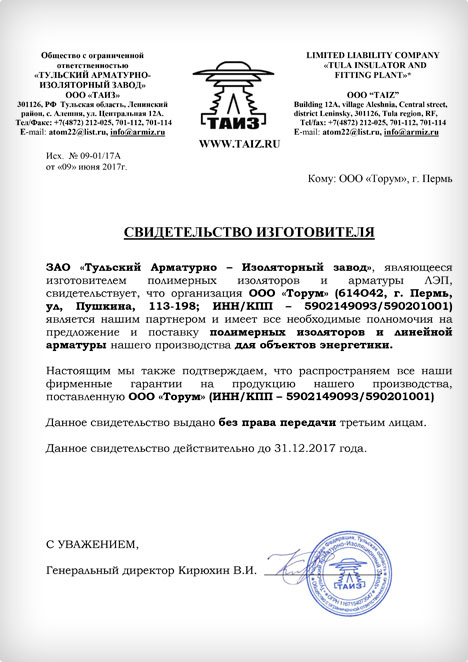 Общество с ограниченной
ответственностью
«ТУЛЬСКИЙ АРМАТУРНО-
ИЗОЛЯТОРНЫЙ ЗАВОД»
ООО «ТАИЗ»
301126, РФ Тульская область, Ленинский
район, с. Алешня, ул. Центральная 12А.
Тел/Факс: +7(4872) 212-025, 701-112, 701-114
E-mail: atom22@list.ru, info@armiz.ru
ТАИЗ
WWW.TAIZ.RU
LIMITED LIABILITY COMPANY
«TULA INSULATOR AND
FITTING PLANT»*
ООО “TAIZ”
Building 12A, village Aleshnia, Central street,
district Leninsky, 301126, Tula region, RF,
Tel/fax: +7(4872) 212-025, 701-112, 701-114
E-mail: atom22@list.ru, info@armiz.ru
Исх. № 09-01/17А
от «09» июня 2017г.
Кому: ООО «Торум», г. Пермь
СВИДЕТЕЛЬСТВО ИЗГОТОВИТЕЛЯ
ЗАО «Тульский Арматурно – Изоляторный завод», являющееся
изготовителем полимерных изоляторов и арматуры ЛЭП,
свидетельствует, что организация ООО «Торум» (614042, г. Пермь,
ул, Пушкина, 113-198; ИНН/КПП – 5902149093/590201001)
является нашим партнером и имеет все необходимые полномочия на
предложение и поставку полимерных изоляторов и линейной
арматуры нашего производства для объектов энергетики.
Настоящим мы также подтверждаем, что распространяем все наши
фирменные гарантии на продукцию нашего производства,
поставленную ООО «Торум» (ИНН/КПП – 5902149093/590201001)
Данное свидетельство выдано без права передачи третьим лицам.
Данное свидетельство действительно до 31.12.2017 года.
С УВАЖЕНИЕМ,
Генеральный директор Кирюхин В.И.
ТАИЗ